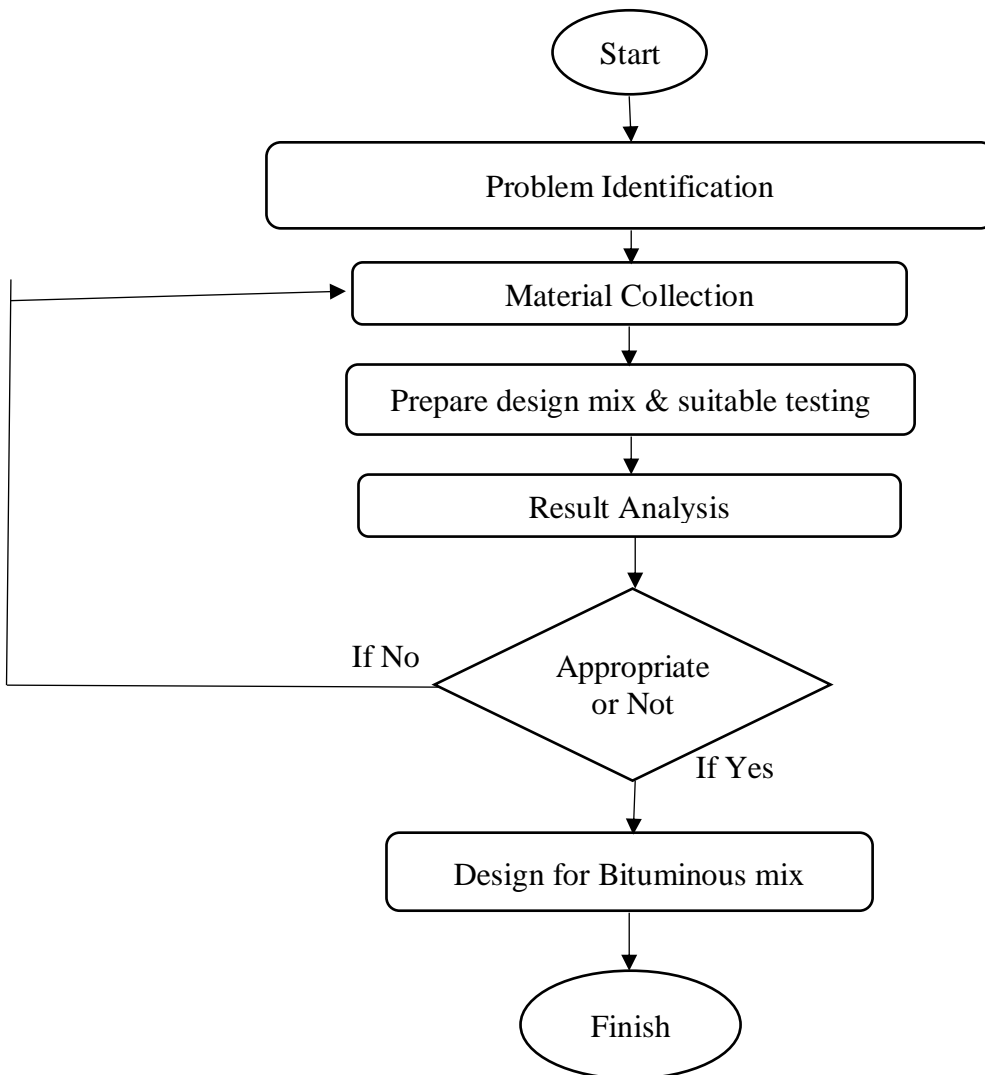 Start
Problem Identification
Material Collection
Prepare design mix & suitable testing
Result Analysis
If No
Appropriate
or Not
If Yes
Design for Bituminous mix
Finish